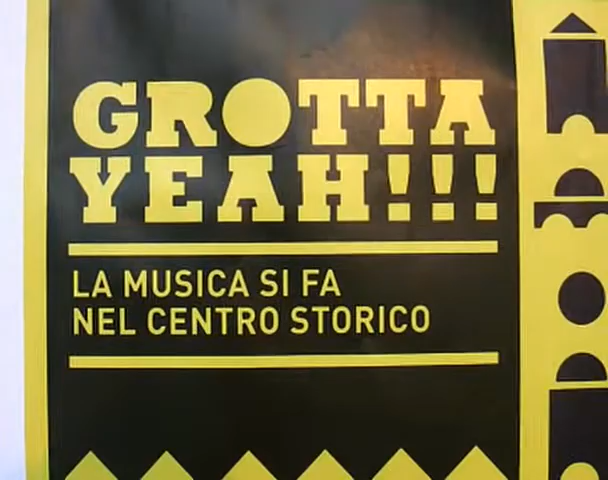 GROTTA
YEAH!!!
LA MUSICA SI FA
NEL CENTRO STORICO